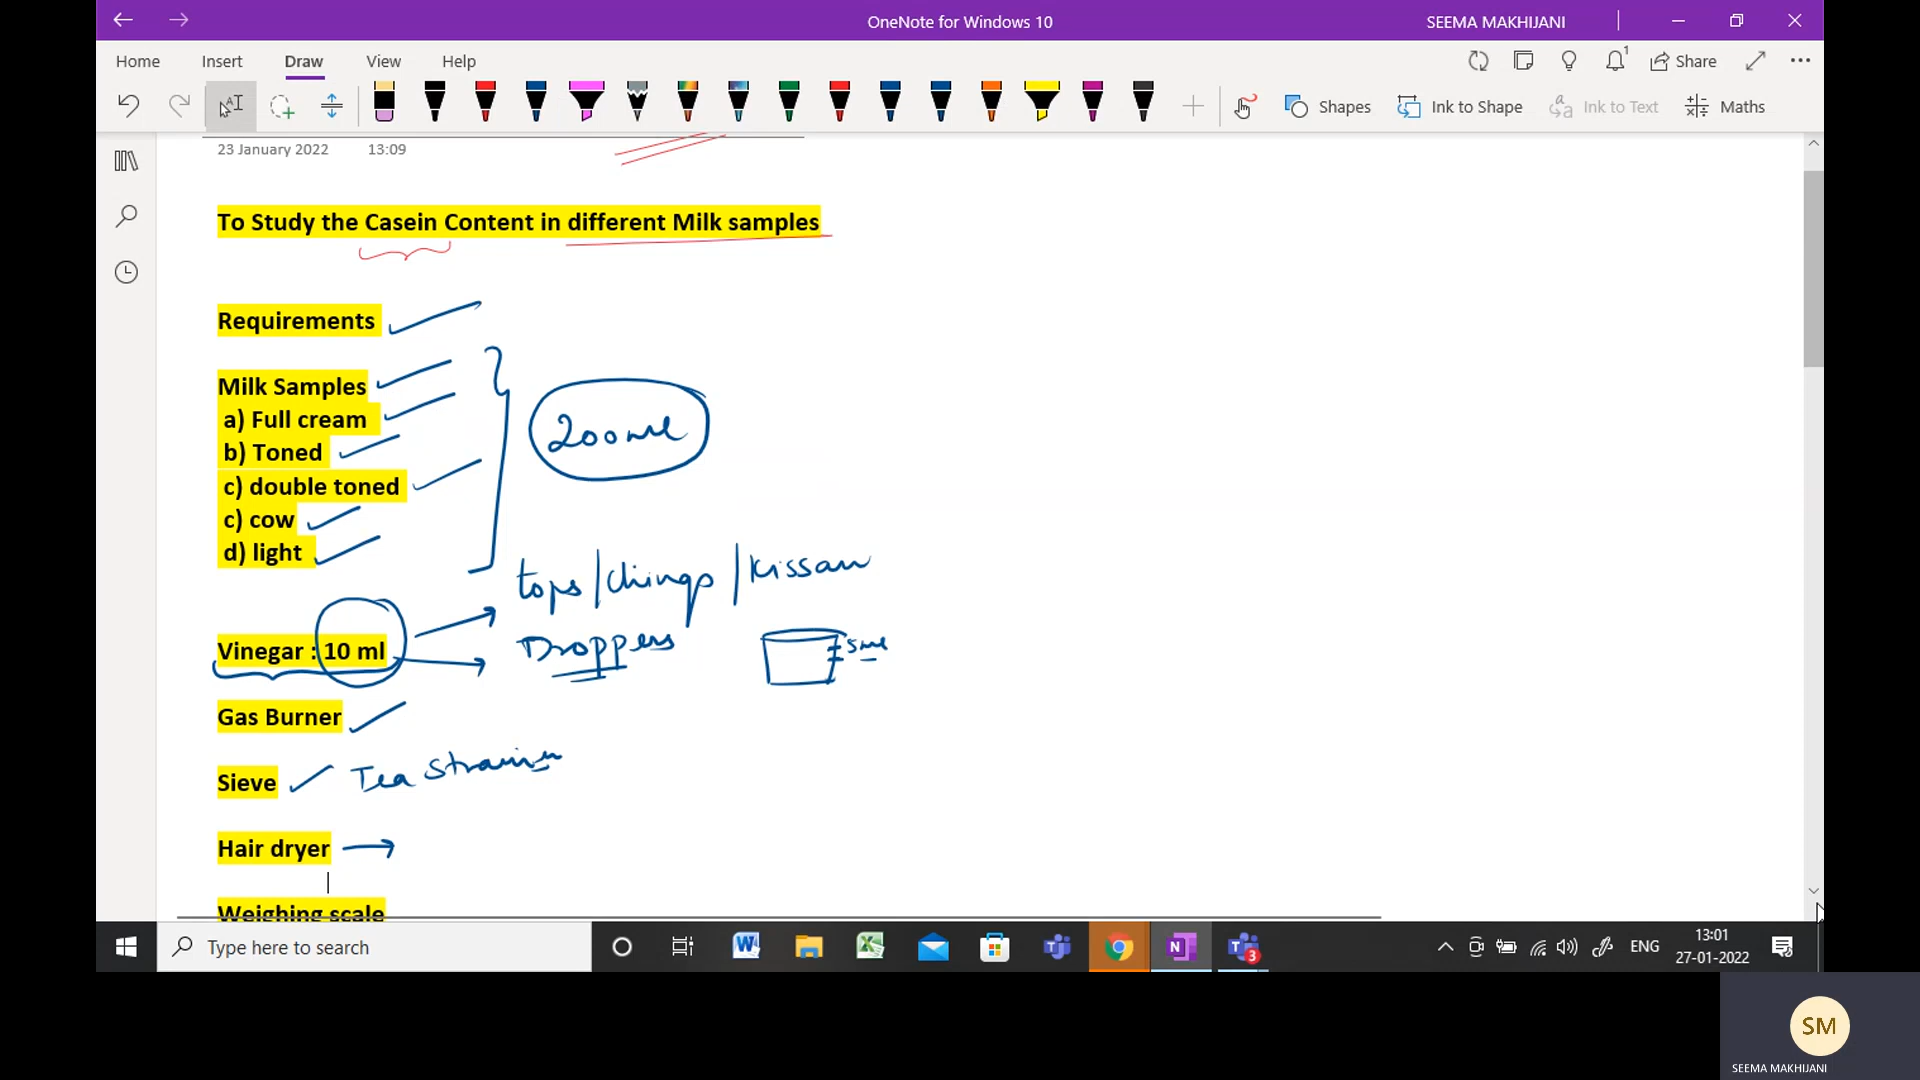 OneNote for Windows 10
SEEMA MAKHIJANI
Home Insert Draw View Help
1
Share
Shapes
Ink to Shape
Ink to Text
Maths
23 January 2022 13:09
To Study the Casein Content in different Milk samples
Requirements
Milk Samples
a) Full cream
b) Toned
c) double toned
c) cow
d) light
200ml
tops/Chings/Kissan
Vinegar : 10 ml
Droppers
5ml
Gas Burner
Sieve
Tea Strainer
Hair dryer
Weighing scale
Type here to search
3
ENG
13:01
27-01-2022
SM
SEEMA MAKHIJANI